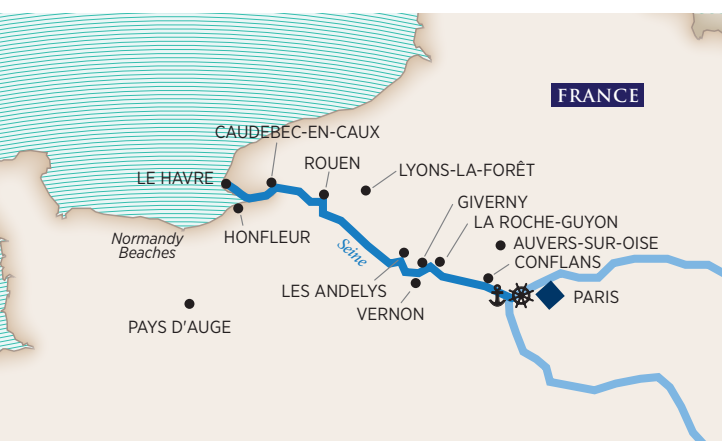 FRANCE
CAUDEBEC-EN-CAUX
ROUEN
LYONS-LA-FORÊT
LE HAVRE
GIVERNY
LA ROCHE-GUYON
HONFLEUR
Normandy
Beaches
Seine
AUVERS-SUR-OISE
CONFLANS
LES ANDELYS
PARIS
VERNON
PAYS D'AUGE